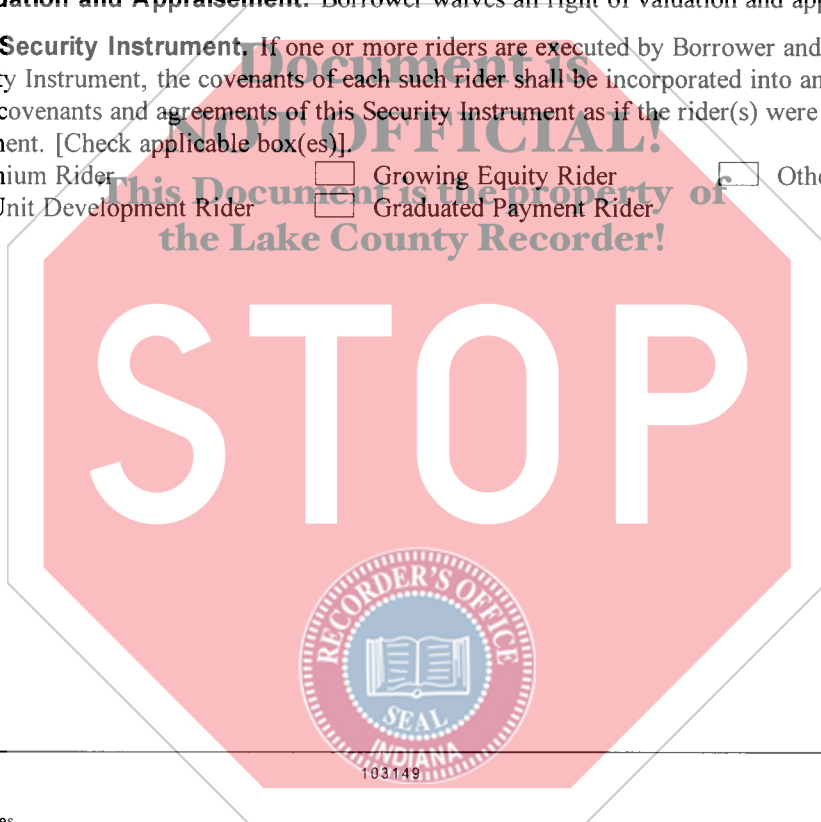 dation and Appraisement. Borrower waives all right of valuation and app
Security Instrument. If one or more riders are executed by Borrower and
ty Instrument, the covenants of each such rider shall be incorporated into an
covenants and agreements of this Security Instrument as if the rider(s) were
ent. [Check applicable box(es)].
nium Rider Growing Equity Rider Othe
Unit Development Rider Graduated Payment Rider
Document is
NOT OFFICIAL!
This Document is the property of
the Lake County Recorder!
STOP
RECORDER'S OFFICE
SEAL
INDIANA
103149
es